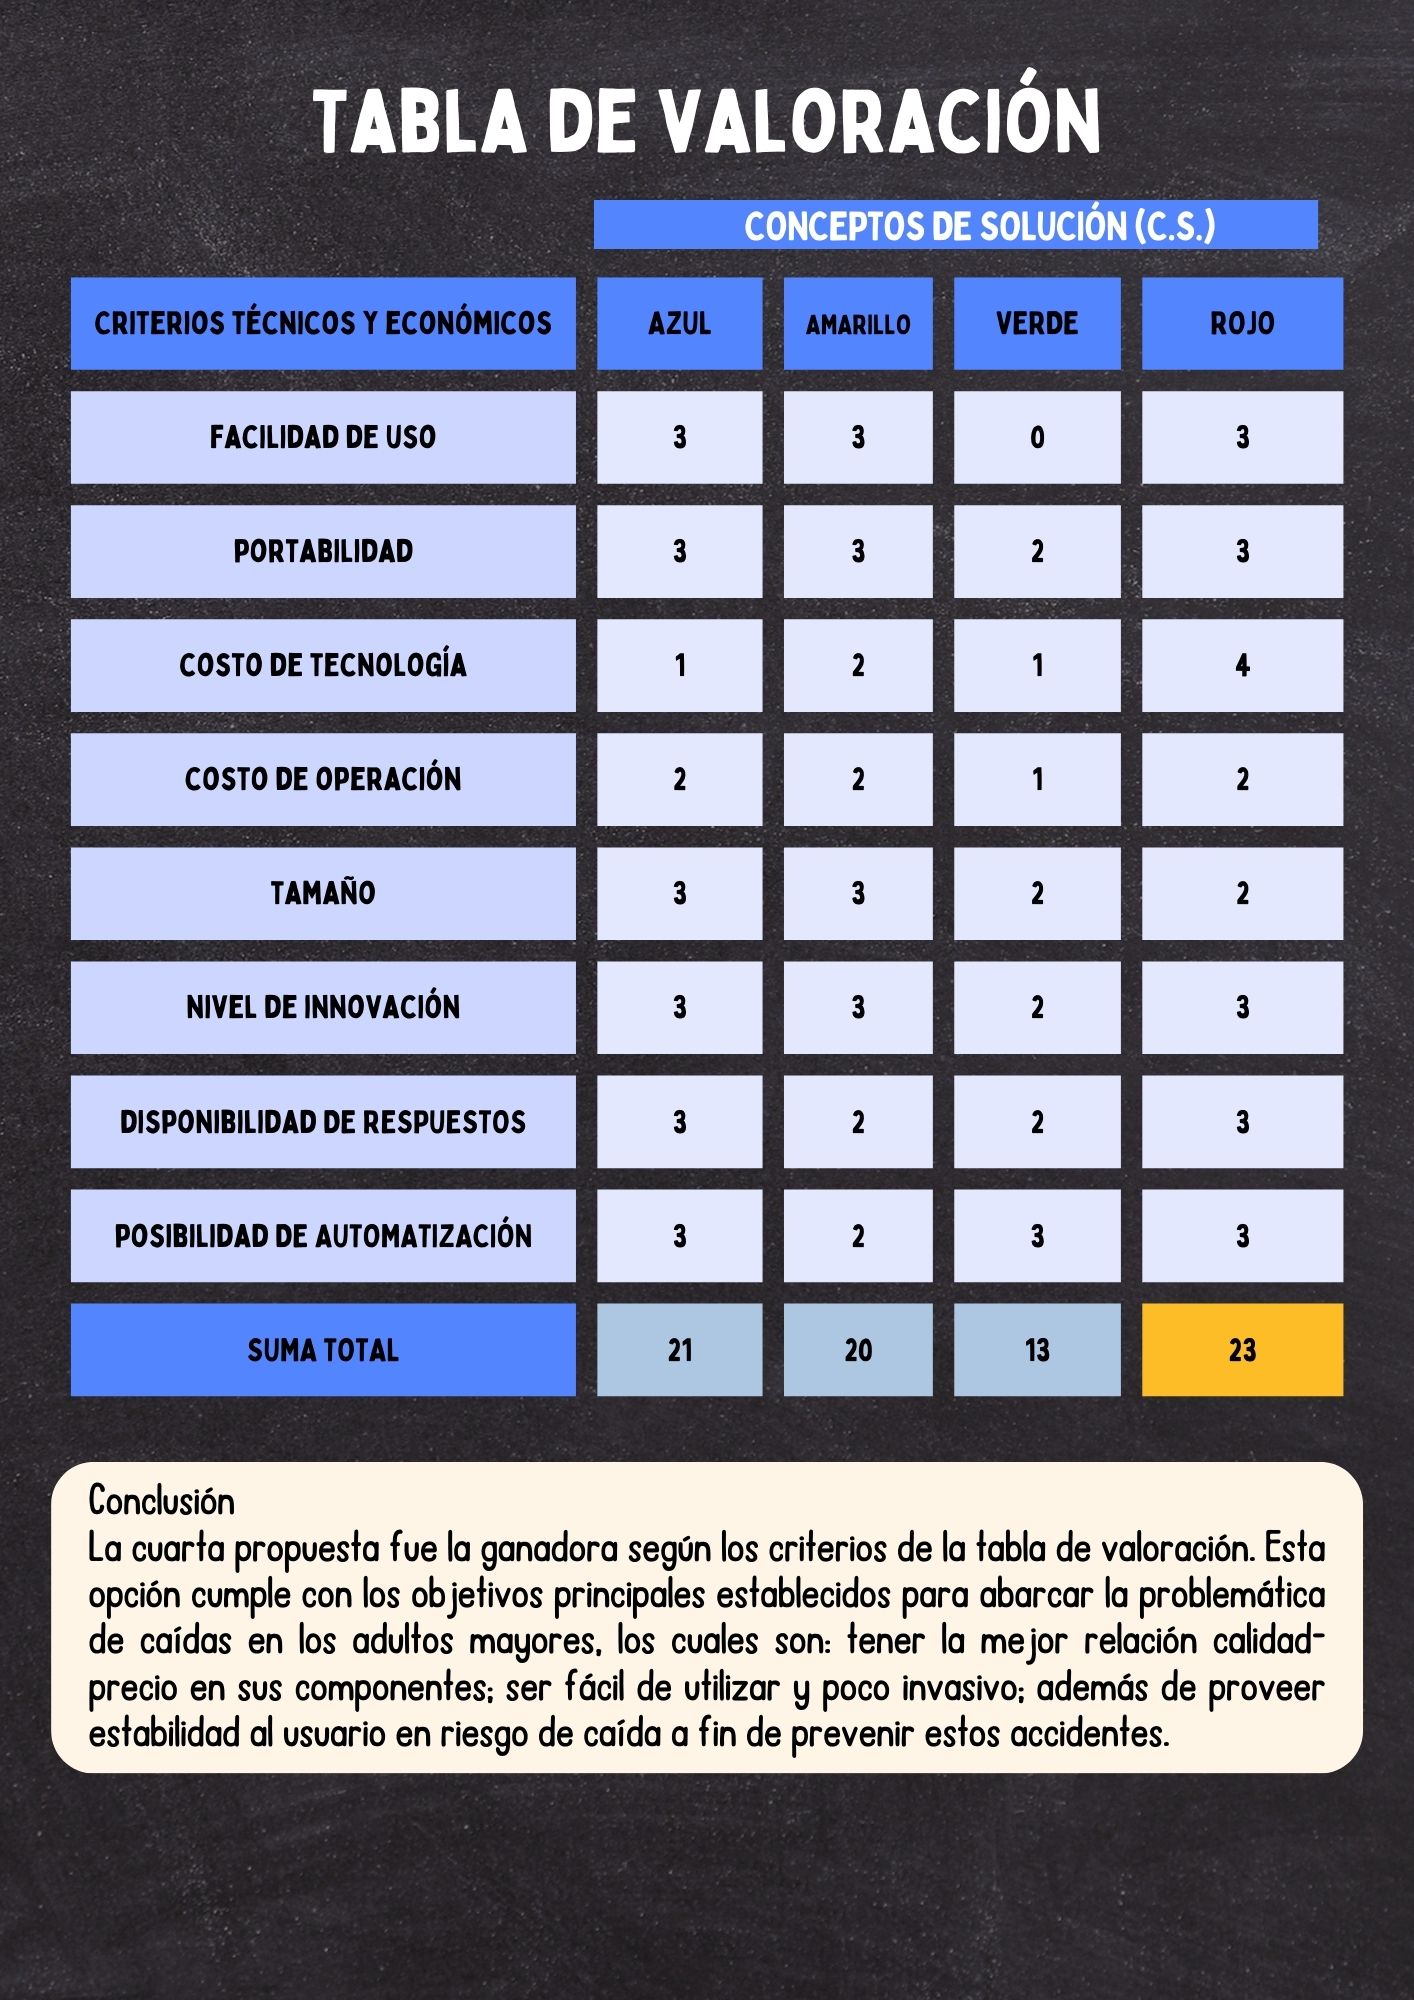 TABLA DE VALORACIÓN
CONCEPTOS DE SOLUCIÓN (C.S.)
CRITERIOS TÉCNICOS Y ECONÓMICOS AZUL AMARILLO VERDE ROJO
FACILIDAD DE USO 3 3 0 3
PORTABILIDAD 3 3 2 3
COSTO DE TECNOLOGÍA 1 2 1 4
COSTO DE OPERACIÓN 2 2 1 2
TAMAÑO 3 3 2 2
NIVEL DE INNOVACIÓN 3 3 2 3
DISPONIBILIDAD DE RESPUESTOS 3 2 2 3
POSIBILIDAD DE AUTOMATIZACIÓN 3 2 3 3
SUMA TOTAL 21 20 13 23
Conclusión
La cuarta propuesta fue la ganadora según los criterios de la tabla de valoración. Esta
opción cumple con los objetivos principales establecidos para abarcar la problemática
de caídas en los adultos mayores, los cuales son: tener la mejor relación calidad-
precio en sus componentes; ser fácil de utilizar y poco invasivo; además de proveer
estabilidad al usuario en riesgo de caída a fin de prevenir estos accidentes.